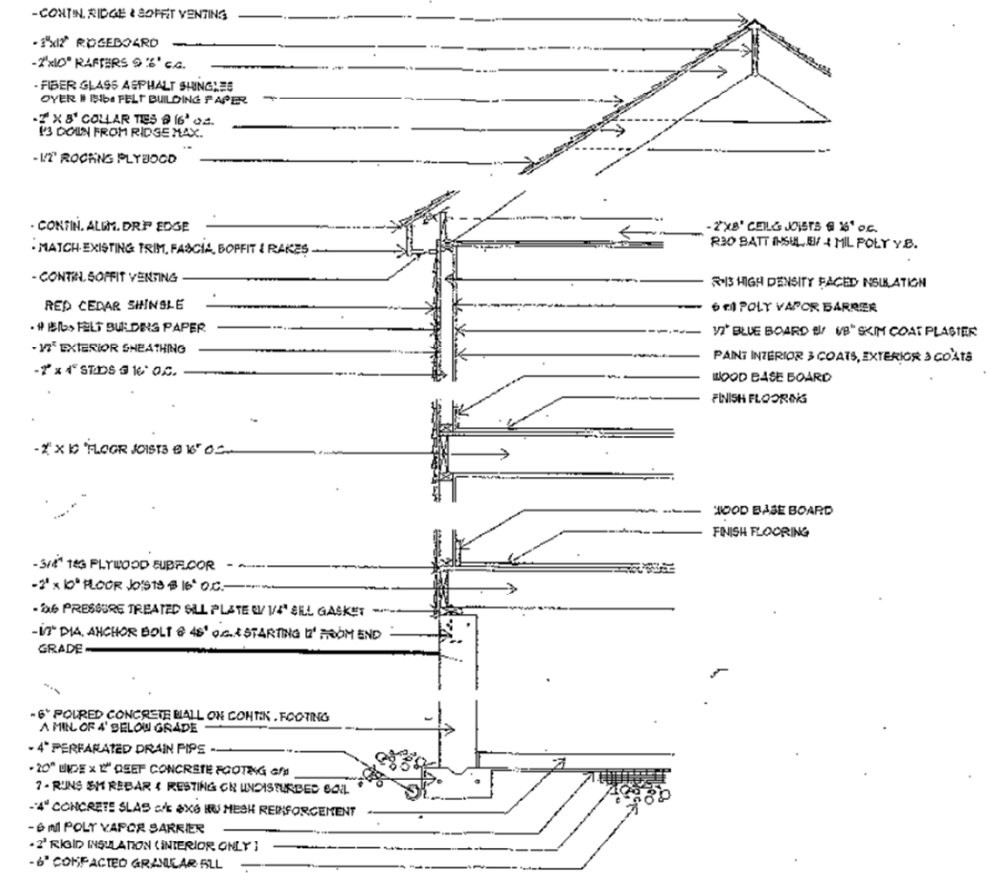 - CONTIN. RIDGE & SOFFIT VENTING
- 2"x12" RIDGEBOARD
- 2"x10" RAFTERS @ 16" o.c.
- FIBER GLASS ASPHALT SHINGLES
OVER # 15lbs FELT BUILDING PAPER
- 2" X 8" COLLAR TIES @ 16" o.c.
1/3 DOWN FROM RIDGE MAX.
- 1/2" ROOFING PLYWOOD
- CONTIN. ALUM. DRIP EDGE
- MATCH EXISTING TRIM, FASCIA, SOFFIT & RAKES
- CONTIN. SOFFIT VENTING
RED CEDAR SHINGLE
- # 15lbs FELT BUILDING PAPER
- 1/2" EXTERIOR SHEATHING
- 2" x 4" STUDS @ 16" O.C.
- 2" X 10" FLOOR JOISTS @ 16" O.C.
- 3/4" T&G PLYWOOD SUBFLOOR
- 2" x 10" FLOOR JOISTS @ 16" O.C.
- 2x6 PRESSURE TREATED SILL PLATE W/ 1/4" SILL GASKET
- 1/2" DIA. ANCHOR BOLT @ 48" o.c. & STARTING 12" FROM END
GRADE
- 6" POURED CONCRETE WALL ON CONTIN. FOOTING
A MIN. OF 4' BELOW GRADE
- 4" PERFARATED DRAIN PIPE
- 20" WIDE x 12" DEEP CONCRETE FOOTING
RUNS REBAR & RESTING ON UNDISTURBED SOIL
- 4" CONCRETE SLAB c/c 6X6 MESH REINFORCEMENT
- 6 mil POLY VAPOR BARRIER
- 2" RIGID INSULATION (INTERIOR ONLY)
- 6" COMPACTED GRANULAR FILL
- 2"X8" CEILG JOISTS @ 16" o.c.
R30 BATT INSUL. W/ 4 MIL POLY V.B.
R-13 HIGH DENSITY FACED INSULATION
6 mil POLY VAPOR BARRIER
1/2" BLUE BOARD W/ 1/8" SKIM COAT PLASTER
PAINT INTERIOR 3 COATS, EXTERIOR 3 COATS
WOOD BASE BOARD
FINISH FLOORING
WOOD BASE BOARD
FINISH FLOORING